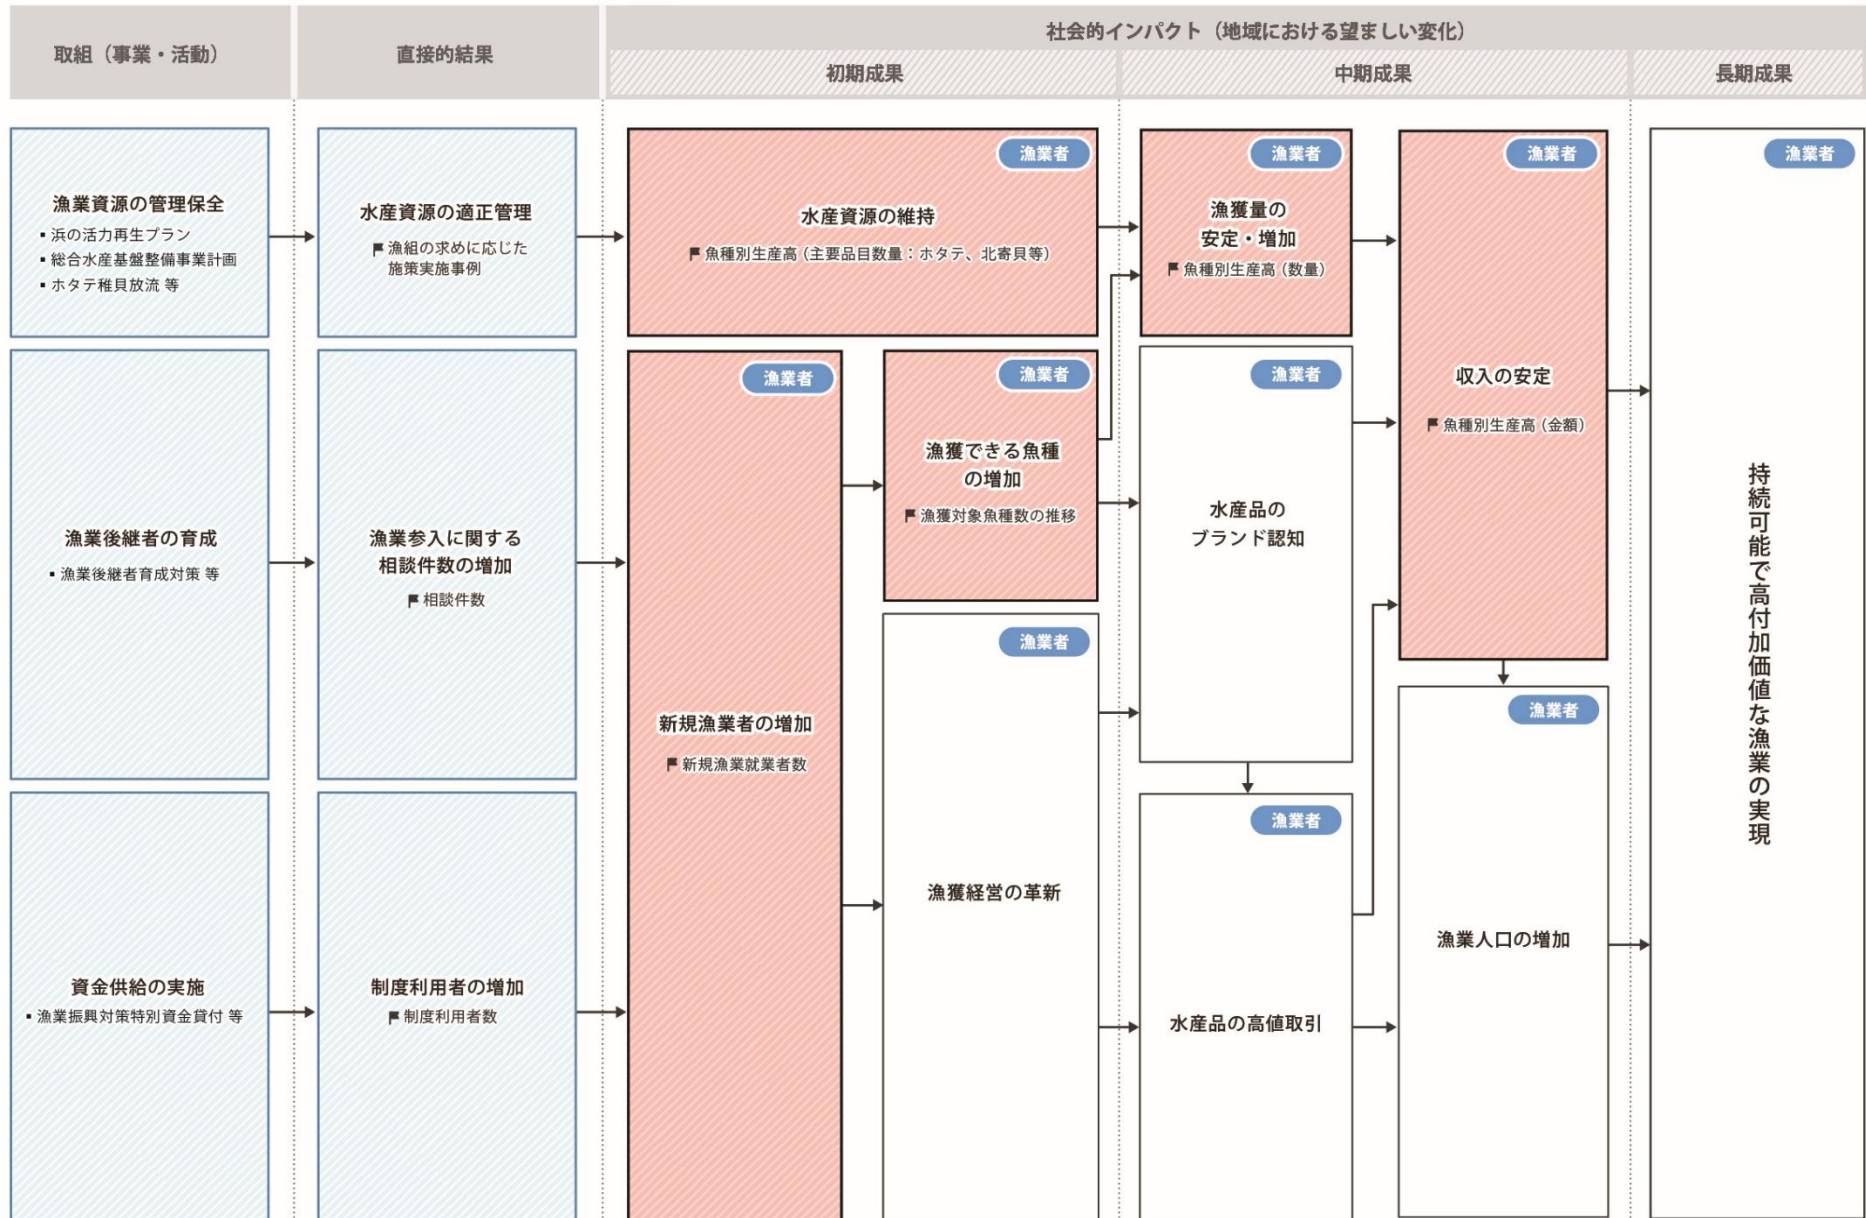 取組（事業・活動）
直接的結果
社会的インパクト（地域における望ましい変化）
初期成果
中期成果
長期成果
漁業資源の管理保全
▪ 浜の活力再生プラン
▪ 総合水産基盤整備事業計画
▪ ホタテ稚貝放流 等
水産資源の適正管理
漁組の求めに応じた
施策実施事例
漁業者
水産資源の維持
魚種別生産高（主要品目数量：ホタテ、北寄貝等）
漁業者
漁獲量の
安定・増加
魚種別生産高（数量）
漁業者
収入の安定
魚種別生産高（金額）
漁業者
持続可能で高付加価値な漁業の実現
漁業後継者の育成
▪ 漁業後継者育成対策 等
漁業参入に関する
相談件数の増加
相談件数
漁業者
新規漁業者の増加
新規漁業就業者数
漁業者
漁獲できる魚種
の増加
漁獲対象魚種数の推移
漁業者
水産品の
ブランド認知
漁業者
漁獲経営の革新
漁業者
水産品の高値取引
漁業者
漁業人口の増加
資金供給の実施
▪ 漁業振興対策特別資金貸付 等
制度利用者の増加
制度利用者数